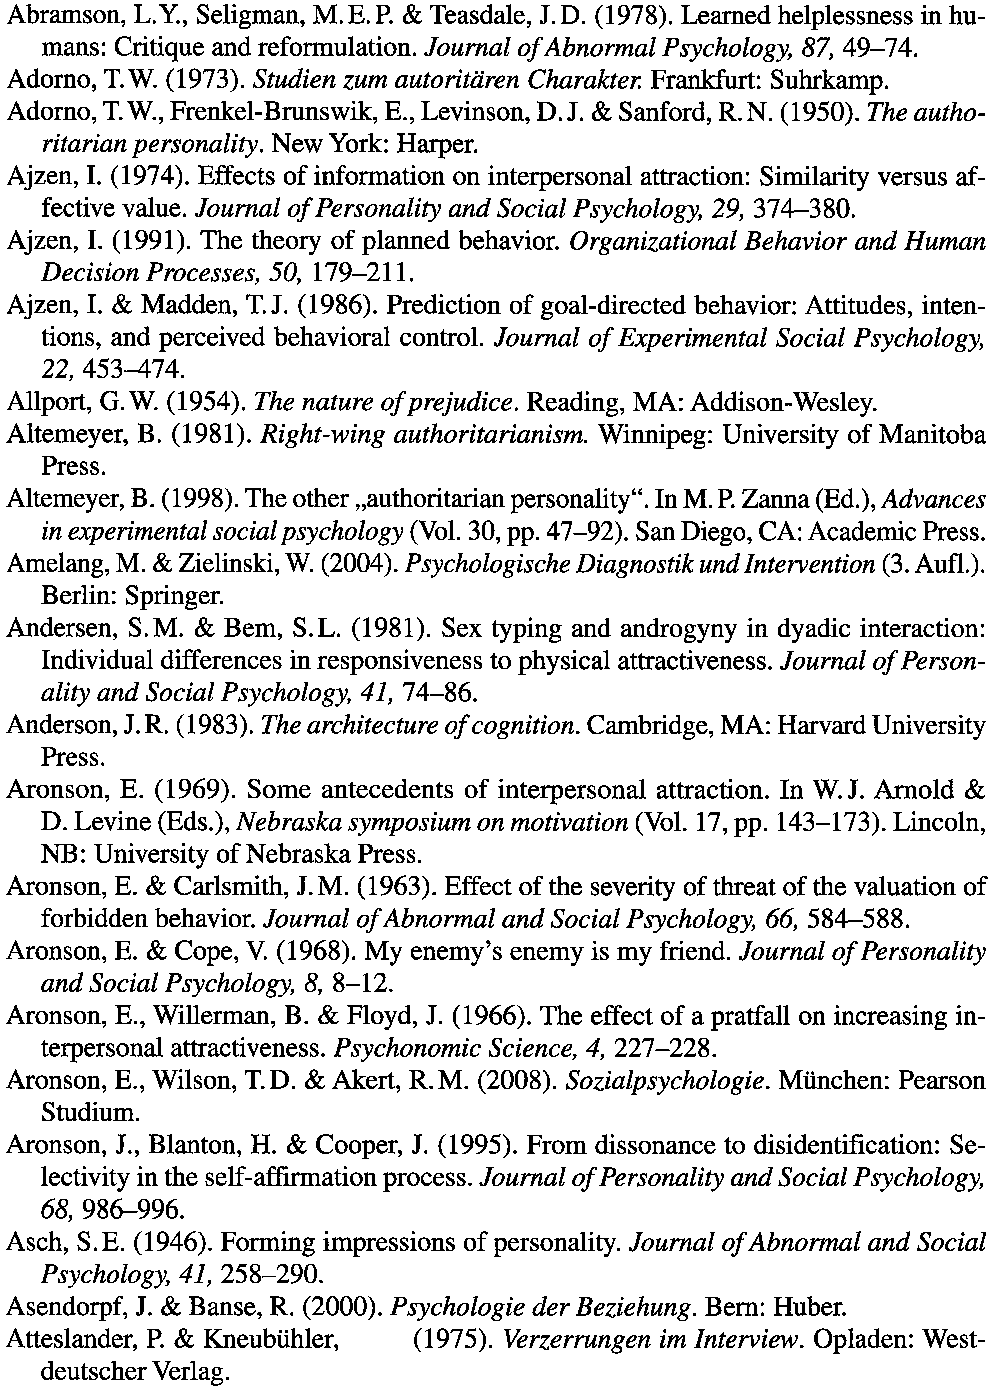 Abramson, L.Y., Seligman, M.E.P. & Teasdale, J.D. (1978). Learned helplessness in hu-
mans: Critique and reformulation. Journal of Abnormal Psychology, 87, 49–74.
Adorno, T.W. (1973). Studien zum autoritären Charakter. Frankfurt: Suhrkamp.
Adorno, T.W., Frenkel-Brunswik, E., Levinson, D.J. & Sanford, R.N. (1950). The autho-
ritarian personality. New York: Harper.
Ajzen, I. (1974). Effects of information on interpersonal attraction: Similarity versus af-
fective value. Journal of Personality and Social Psychology, 29, 374–380.
Ajzen, I. (1991). The theory of planned behavior. Organizational Behavior and Human
Decision Processes, 50, 179–211.
Ajzen, I. & Madden, T.J. (1986). Prediction of goal-directed behavior: Attitudes, inten-
tions, and perceived behavioral control. Journal of Experimental Social Psychology,
22, 453–474.
Allport, G.W. (1954). The nature of prejudice. Reading, MA: Addison-Wesley.
Altemeyer, B. (1981). Right-wing authoritarianism. Winnipeg: University of Manitoba
Press.
Altemeyer, B. (1998). The other „authoritarian personality“. In M.P. Zanna (Ed.), Advances
in experimental social psychology (Vol. 30, pp. 47–92). San Diego, CA: Academic Press.
Amelang, M. & Zielinski, W. (2004). Psychologische Diagnostik und Intervention (3. Aufl.).
Berlin: Springer.
Andersen, S.M. & Bem, S.L. (1981). Sex typing and androgyny in dyadic interaction:
Individual differences in responsiveness to physical attractiveness. Journal of Person-
ality and Social Psychology, 41, 74–86.
Anderson, J.R. (1983). The architecture of cognition. Cambridge, MA: Harvard University
Press.
Aronson, E. (1969). Some antecedents of interpersonal attraction. In W.J. Arnold &
D. Levine (Eds.), Nebraska symposium on motivation (Vol. 17, pp. 143–173). Lincoln,
NB: University of Nebraska Press.
Aronson, E. & Carlsmith, J.M. (1963). Effect of the severity of threat of the valuation of
forbidden behavior. Journal of Abnormal and Social Psychology, 66, 584–588.
Aronson, E. & Cope, V. (1968). My enemy’s enemy is my friend. Journal of Personality
and Social Psychology, 8, 8–12.
Aronson, E., Willerman, B. & Floyd, J. (1966). The effect of a pratfall on increasing in-
terpersonal attractiveness. Psychonomic Science, 4, 227–228.
Aronson, E., Wilson, T.D. & Akert, R.M. (2008). Sozialpsychologie. München: Pearson
Studium.
Aronson, J., Blanton, H. & Cooper, J. (1995). From dissonance to disidentification: Se-
lectivity in the self-affirmation process. Journal of Personality and Social Psychology,
68, 986–996.
Asch, S.E. (1946). Forming impressions of personality. Journal of Abnormal and Social
Psychology, 41, 258–290.
Asendorpf, J. & Banse, R. (2000). Psychologie der Beziehung. Bern: Huber.
Atteslander, P. & Kneubühler, (1975). Verzerrungen im Interview. Opladen: West-
deutscher Verlag.